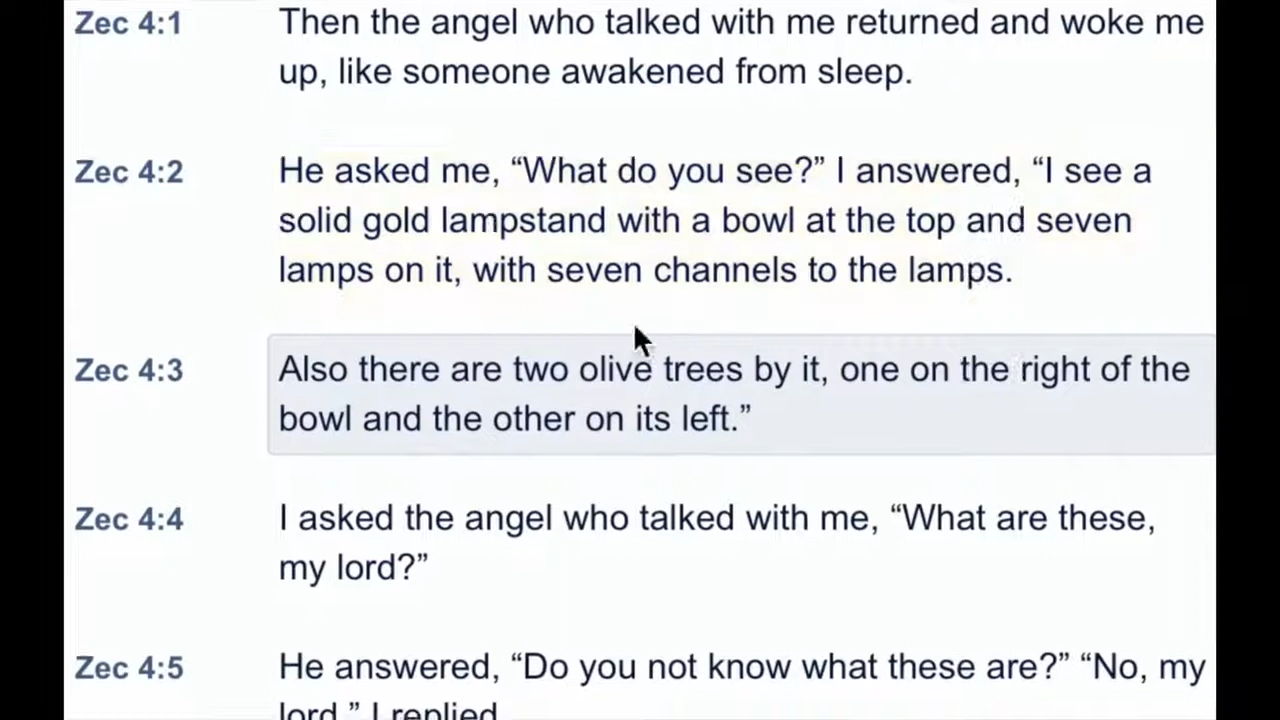 Zec 4:1 Then the angel who talked with me returned and woke me
up, like someone awakened from sleep.
Zec 4:2 He asked me, “What do you see?” I answered, “I see a
solid gold lampstand with a bowl at the top and seven
lamps on it, with seven channels to the lamps.
Zec 4:3 Also there are two olive trees by it, one on the right of the
bowl and the other on its left.”
Zec 4:4 I asked the angel who talked with me, “What are these,
my lord?”
Zec 4:5 He answered, “Do you not know what these are?” “No, my
lord,” I replied.